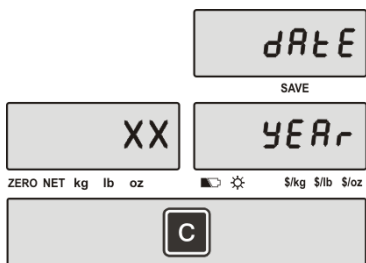 dAtE
SAVE
XX
yEAr
ZERO NET kg lb oz
$/kg $/lb $/oz
C